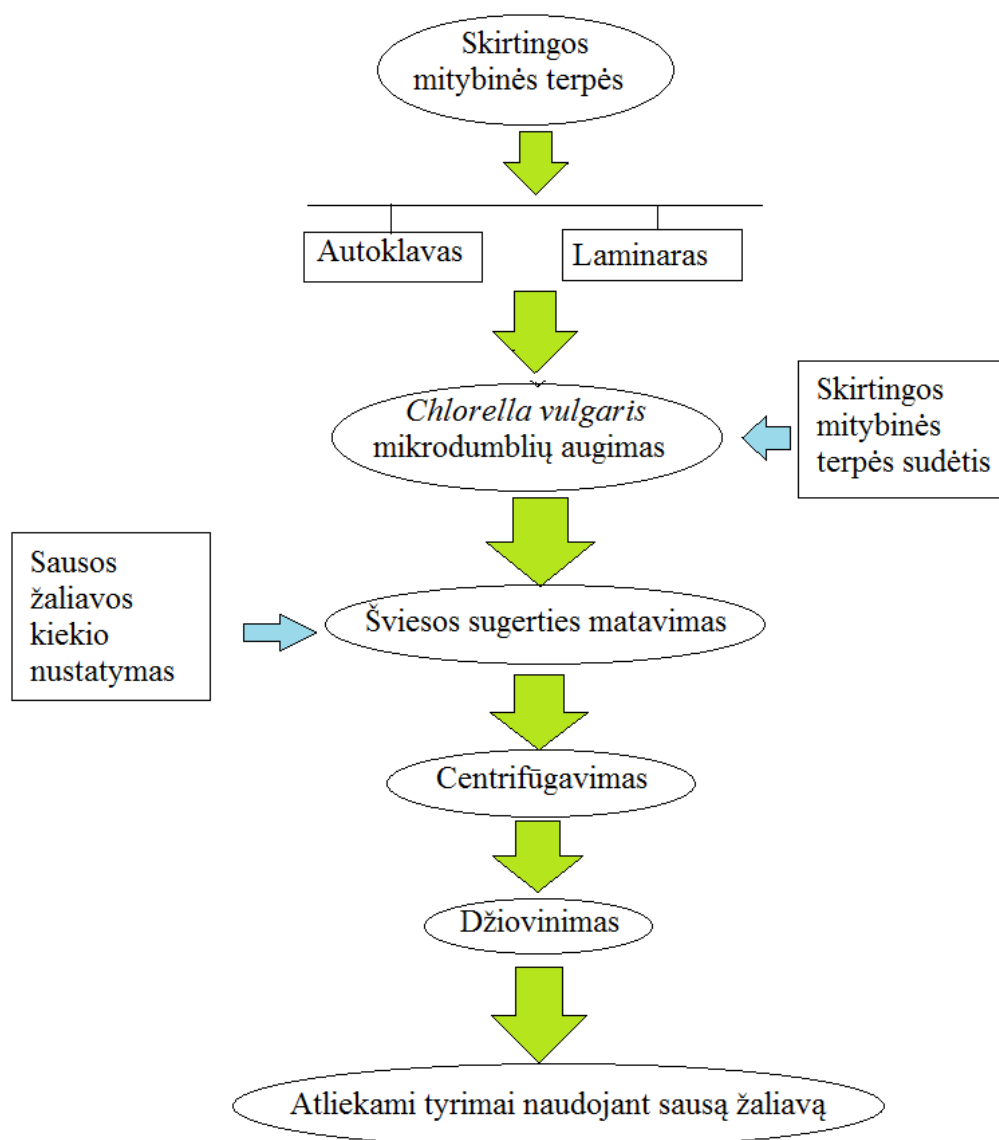 Skirtingos
mitybinės terpės
Autoklavas
Laminaras
Chlorella vulgaris
mikrodumblių augimas
Skirtingos
mitybinės
terpės sudėtis
Sausos
žaliavos
kiekio
nustatymas
Šviesos sugerties matavimas
Centrifūgavimas
Džiovinimas
Atliekami tyrimai naudojant sausą žaliavą